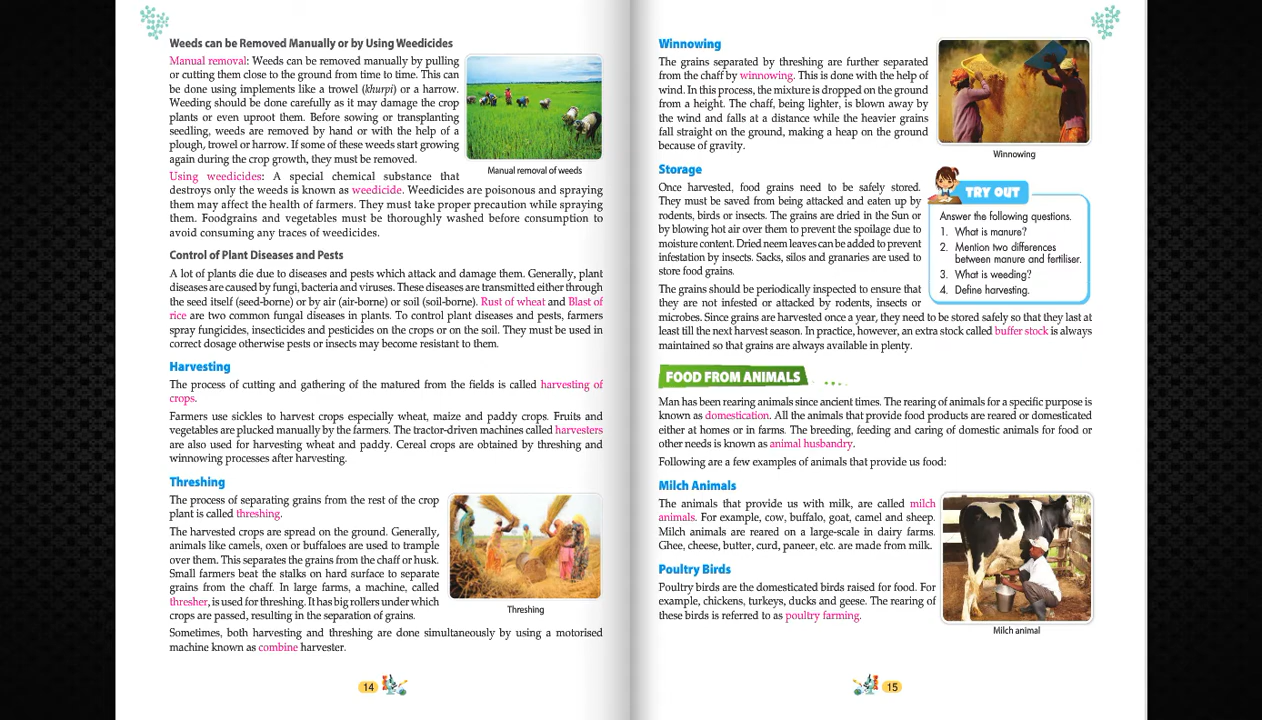 Weeds can be Removed Manually or by Using Weedicides
Manual removal: Weeds can be removed manually by pulling
or cutting them close to the ground from time to time. This can
be done using implements like a trowel (khurpi) or a harrow.
Weeding should be done carefully as it may damage the crop
plants or even uproot them. Before sowing or transplanting
seedling, weeds are removed by hand or with the help of a
plough, trowel or harrow. If some of these weeds start growing
again during the crop growth, they must be removed.
Manual removal of weeds
Using weedicides: A special chemical substance that
destroys only the weeds is known as weedicide. Weedicides are poisonous and spraying
them may affect the health of farmers. They must take proper precaution while spraying
them. Foodgrains and vegetables must be thoroughly washed before consumption to
avoid consuming any traces of weedicides.
Control of Plant Diseases and Pests
A lot of plants die due to diseases and pests which attack and damage them. Generally, plant
diseases are caused by fungi, bacteria and viruses. These diseases are transmitted either through
the seed itself (seed-borne) or by air (air-borne) or soil (soil-borne). Rust of wheat and Blast of
rice are two common fungal diseases in plants. To control plant diseases and pests, farmers
spray fungicides, insecticides and pesticides on the crops or on the soil. They must be used in
correct dosage otherwise pests or insects may become resistant to them.
Harvesting
The process of cutting and gathering of the matured from the fields is called harvesting of
crops.
Farmers use sickles to harvest crops especially wheat, maize and paddy crops. Fruits and
vegetables are plucked manually by the farmers. The tractor-driven machines called harvesters
are also used for harvesting wheat and paddy. Cereal crops are obtained by threshing and
winnowing processes after harvesting.
Threshing
The process of separating grains from the rest of the crop
plant is called threshing.
The harvested crops are spread on the ground. Generally,
animals like camels, oxen or buffaloes are used to trample
over them. This separates the grains from the chaff or husk.
Small farmers beat the stalks on hard surface to separate
grains from the chaff. In large farms, a machine, called
thresher, is used for threshing. It has big rollers under which
crops are passed, resulting in the separation of grains.
Threshing
Sometimes, both harvesting and threshing are done simultaneously by using a motorised
machine known as combine harvester.
14
Winnowing
The grains separated by threshing are further separated
from the chaff by winnowing. This is done with the help of
wind. In this process, the mixture is dropped on the ground
from a height. The chaff, being lighter, is blown away by
the wind and falls at a distance while the heavier grains
fall straight on the ground, making a heap on the ground
because of gravity.
Winnowing
Storage
Once harvested, food grains need to be safely stored.
They must be saved from being attacked and eaten up by
rodents, birds or insects. The grains are dried in the Sun or
by blowing hot air over them to prevent the spoilage due to
moisture content. Dried neem leaves can be added to prevent
infestation by insects. Sacks, silos and granaries are used to
store food grains.
The grains should be periodically inspected to ensure that
they are not infested or attacked by rodents, insects or
microbes. Since grains are harvested once a year, they need to be stored safely so that they last at
least till the next harvest season. In practice, however, an extra stock called buffer stock is always
maintained so that grains are always available in plenty.
TRY OUT
Answer the following questions.
1. What is manure?
2. Mention two differences
between manure and fertiliser.
3. What is weeding?
4. Define harvesting.
FOOD FROM ANIMALS
Man has been rearing animals since ancient times. The rearing of animals for a specific purpose is
known as domestication. All the animals that provide food products are reared or domesticated
either at homes or in farms. The breeding, feeding and caring of domestic animals for food or
other needs is known as animal husbandry.
Following are a few examples of animals that provide us food:
Milch Animals
The animals that provide us with milk, are called milch
animals. For example, cow, buffalo, goat, camel and sheep.
Milch animals are reared on a large-scale in dairy farms.
Ghee, cheese, butter, curd, paneer, etc. are made from milk.
Poultry Birds
Poultry birds are the domesticated birds raised for food. For
example, chickens, turkeys, ducks and geese. The rearing of
these birds is referred to as poultry farming.
Milch animal
15